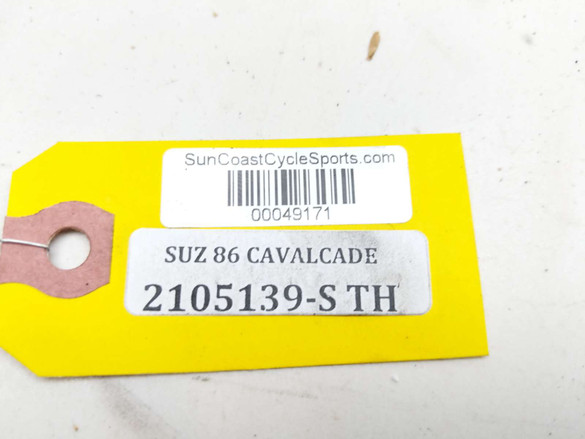 SunCoastCycleSports.com
00049171
SUZ 86 CAVALCADE
2105139-S TH